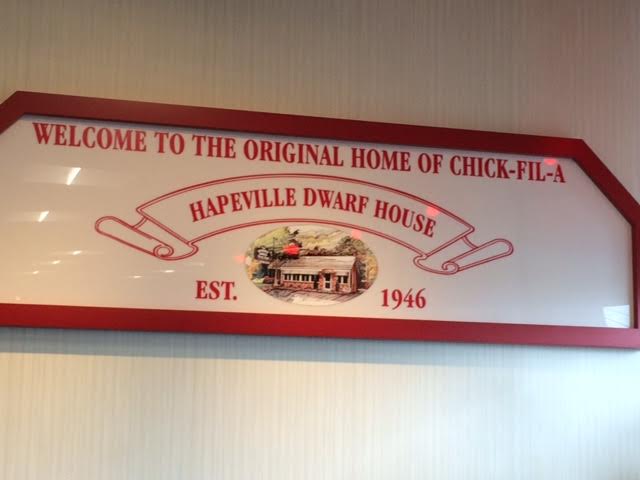 WELCOME TO THE ORIGINAL HOME OF CHICK-FIL-A
HAPEVILLE DWARF HOUSE
EST. 1946